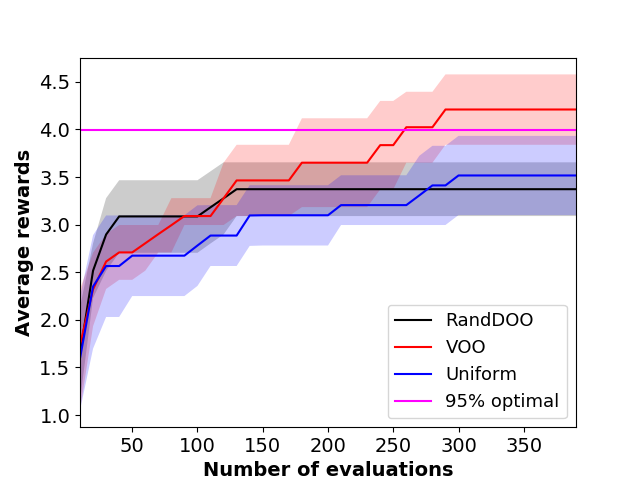 4.5
4.0
3.5
3.0
2.5
2.0
1.5
1.0
Average rewards
RandDOO
VOO
Uniform
95% optimal
50 100 150 200 250 300 350
Number of evaluations